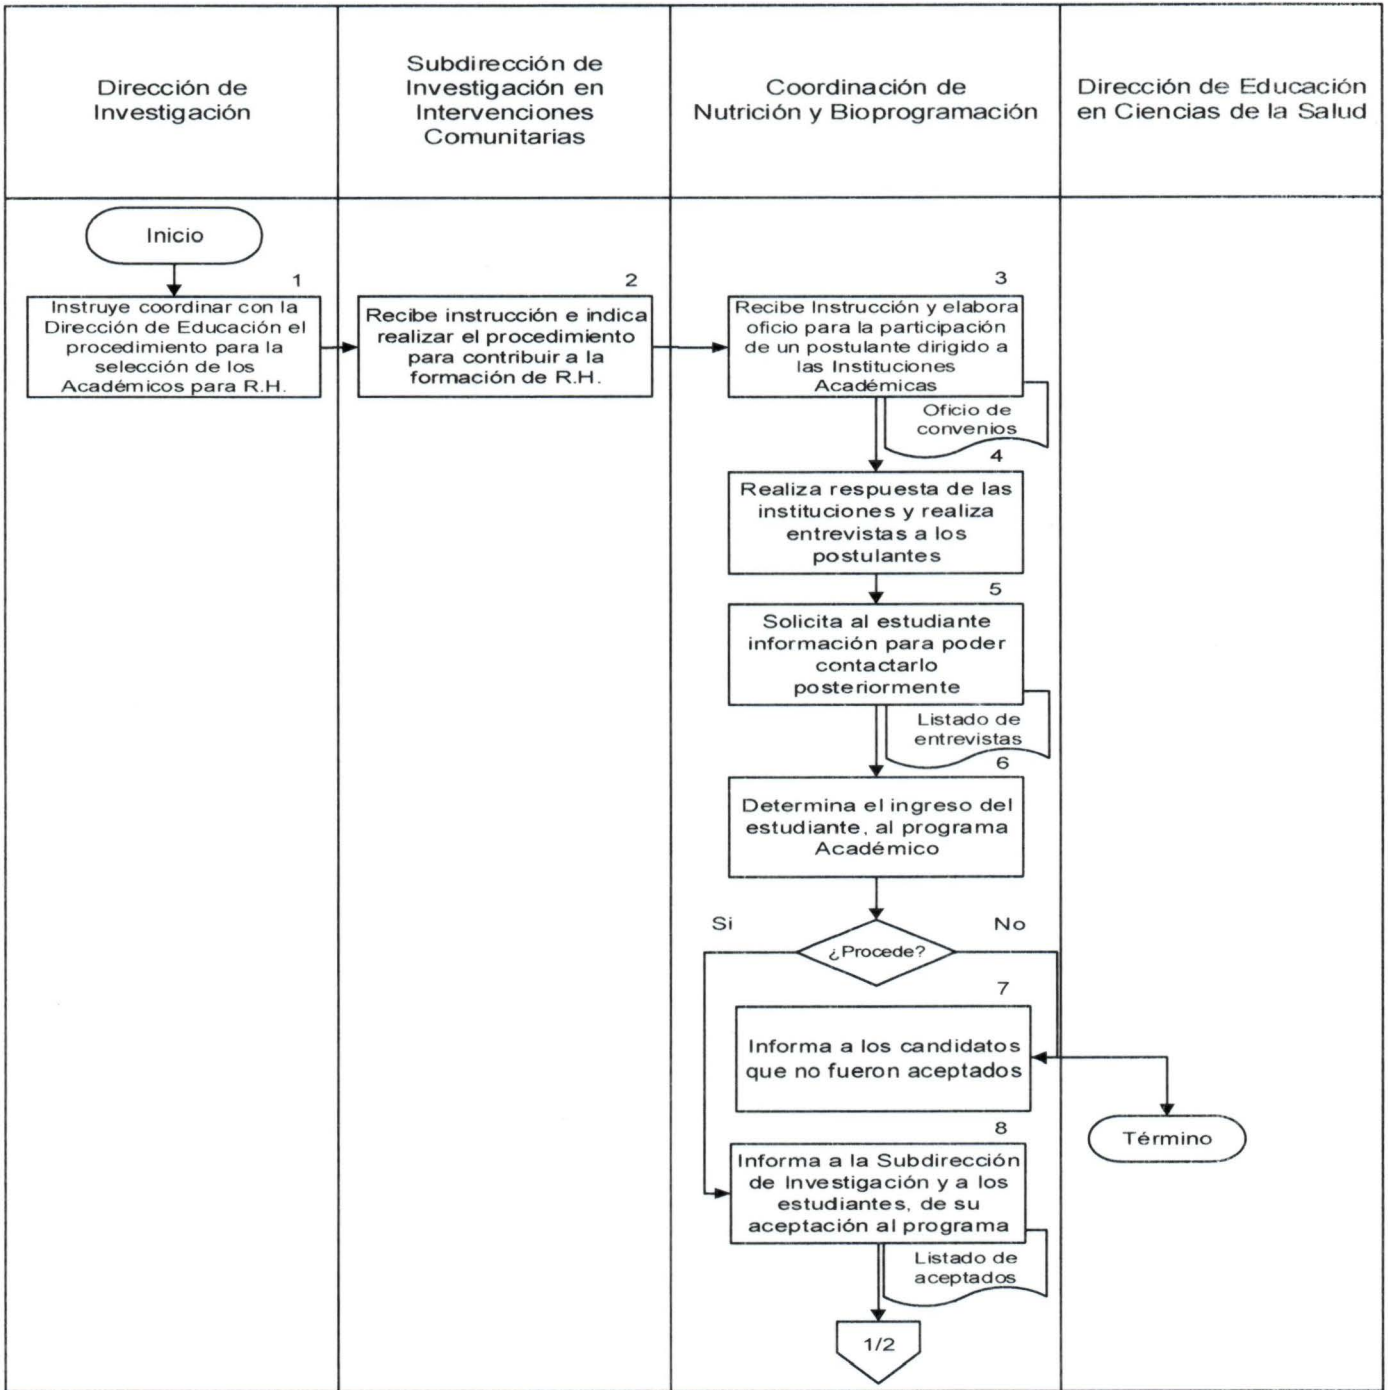 Dirección de
Investigación
Subdirección de
Investigación en
Intervenciones
Comunitarias
Coordinación de
Nutrición y Bioprogramación
Dirección de Educación
en Ciencias de la Salud
Inicio
1
Instruye coordinar con la
Dirección de Educación el
procedimiento para la
selección de los
Académicos para R.H.
2
Recibe instrucción e indica
realizar el procedimiento
para contribuir a la
formación de R.H.
3
Recibe Instrucción y elabora
oficio para la participación
de un postulante dirigido a
las Instituciones
Académicas
Oficio de
convenios
4
Realiza respuesta de las
instituciones y realiza
entrevistas a los
postulantes
5
Solicita al estudiante
información para poder
contactarlo
posteriormente
Listado de
entrevistas
6
Determina el ingreso del
estudiante, al programa
Académico
Si
¿Procede?
No
7
Informa a los candidatos
que no fueron aceptados
Término
8
Informa a la Subdirección
de Investigación y a los
estudiantes, de su
aceptación al programa
Listado de
aceptados
1/2